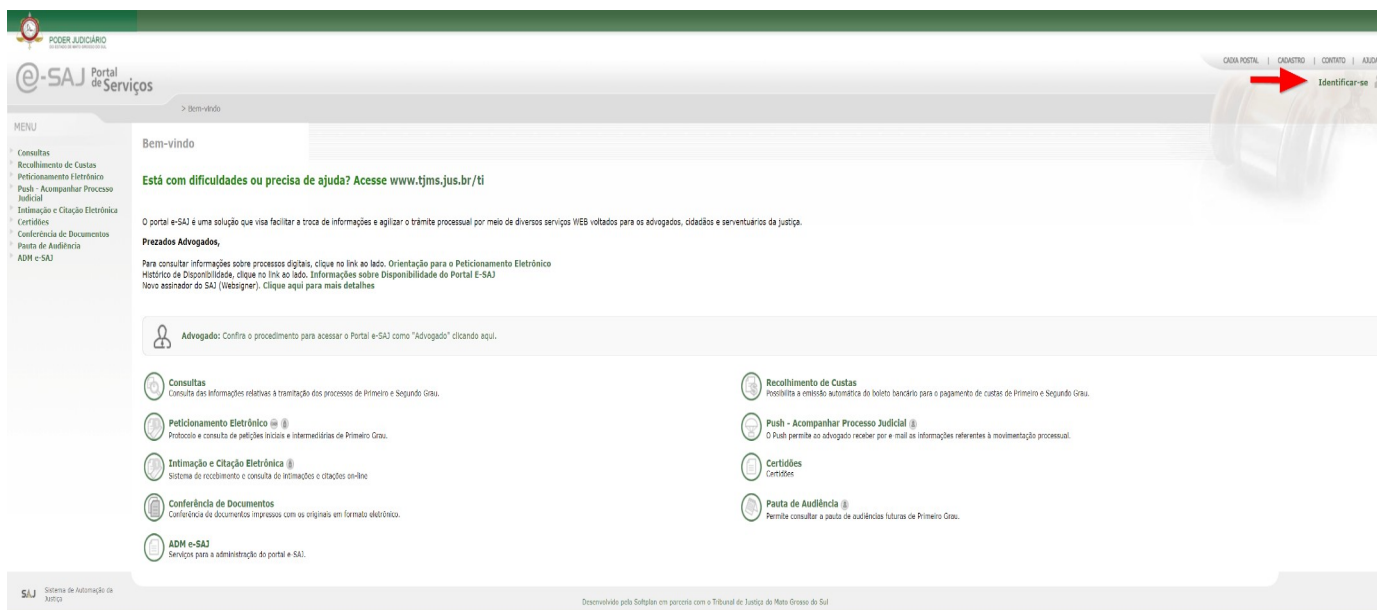 PODER JUDICIÁRIO
e-SAJ Portal de Serviços
CAIXA POSTAL | CADASTRO | CONTATO | AJUDA
Identificar-se
> Bem-vindo
MENU
Consultas
Recolhimento de Custas
Peticionamento Eletrônico
Push - Acompanhar Processo
Judicial
Intimação e Citação Eletrônica
Certidões
Conferência de Documentos
Pauta de Audiência
ADM e-SAJ
Bem-vindo
Está com dificuldades ou precisa de ajuda? Acesse www.tjms.jus.br/ti
O portal e-SAJ é uma solução que visa facilitar a troca de informações e agilizar o trâmite processual por meio de diversos serviços WEB voltados para os advogados, cidadãos e serventuários da justiça.
Prezados Advogados,
Para consultar informações sobre processos digitais, clique no link ao lado. Orientação para o Peticionamento Eletrônico
Histórico de Disponibilidade, clique no link ao lado. Informações sobre Disponibilidade do Portal E-SAJ
Novo assinador do SAJ (Websigner). Clique aqui para mais detalhes
Advogado: Confira o procedimento para acessar o Portal e-SAJ como "Advogado" clicando aqui.
Consultas
Consulta das informações relativas à tramitação dos processos de Primeiro e Segundo Grau.
Recolhimento de Custas
Possibilita a emissão automática do boleto bancário para o pagamento de custas de Primeiro e Segundo Grau.
Peticionamento Eletrônico
Protocolo e consulta de petições iniciais e intermediárias de Primeiro Grau.
Push - Acompanhar Processo Judicial
O Push permite ao advogado receber por e-mail as informações referentes à movimentação processual.
Intimação e Citação Eletrônica
Sistema de recebimento e consulta de intimações e citações on-line
Certidões
Certidões
Conferência de Documentos
Conferência de documentos impressos com os originais em formato eletrônico.
Pauta de Audiência
Permite consultar a pauta de audiências futuras de Primeiro Grau.
ADM e-SAJ
Serviços para a administração do portal e-SAJ.
SAJ Sistema de Automação da
Justiça
Desenvolvido pela Softplan em parceria com o Tribunal de Justiça do Mato Grosso do Sul